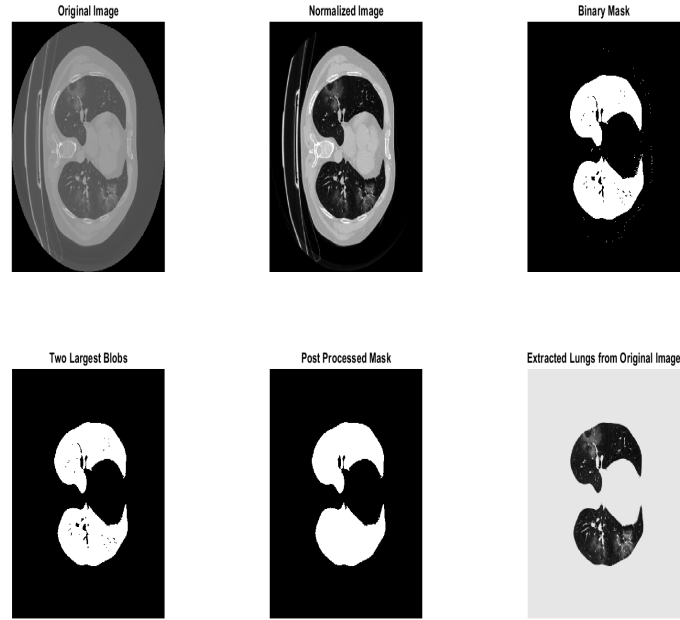 Original Image
Normalized Image
Binary Mask
Two Largest Blobs
Post Processed Mask
Extracted Lungs from Original Image